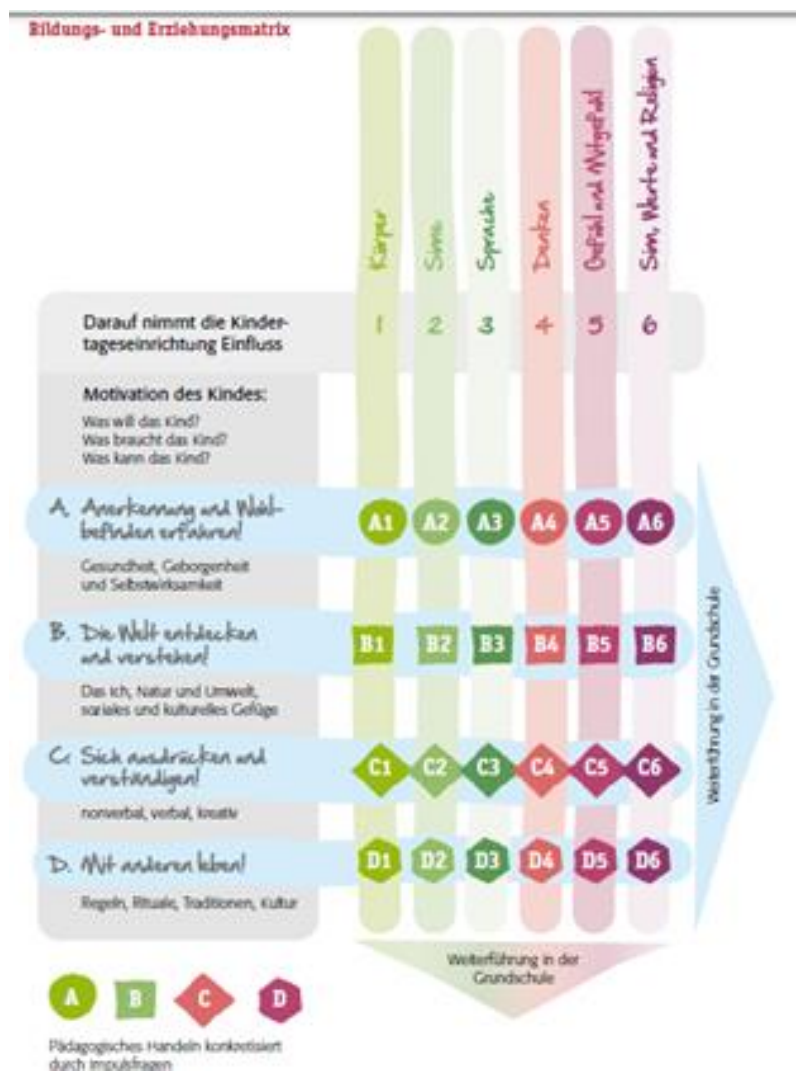 Bildungs- und Erziehungsmatrix
Körper
Sinne
Sprache
Denken
Gefühl und Mitgefühl
Sinn, Werte und Religion
Darauf nimmt die Kinder-
tageseinrichtung Einfluss
1 2 3 4 5 6
Motivation des Kindes:
Was will das Kind?
Was braucht das Kind?
Was kann das Kind?
A. Anerkennung und Wohl-
befinden erfahren!
A1 A2 A3 A4 A5 A6
Gesundheit, Geborgenheit
und Selbstwirksamkeit
B. Die Welt entdecken
und verstehen!
B1 B2 B3 B4 B5 B6
Das Ich, Natur und Umwelt,
soziales und kulturelles Gefüge
C. Sich ausdrücken und
verständigen!
C1 C2 C3 C4 C5 C6
nonverbal, verbal, kreativ
D. Mit anderen leben!
D1 D2 D3 D4 D5 D6
Regeln, Rituale, Traditionen, Kultur
Weiterführung in der Grundschule
Weiterführung in der
Grundschule
A B C D
Pädagogisches Handeln konkretisiert
durch Impulsfragen